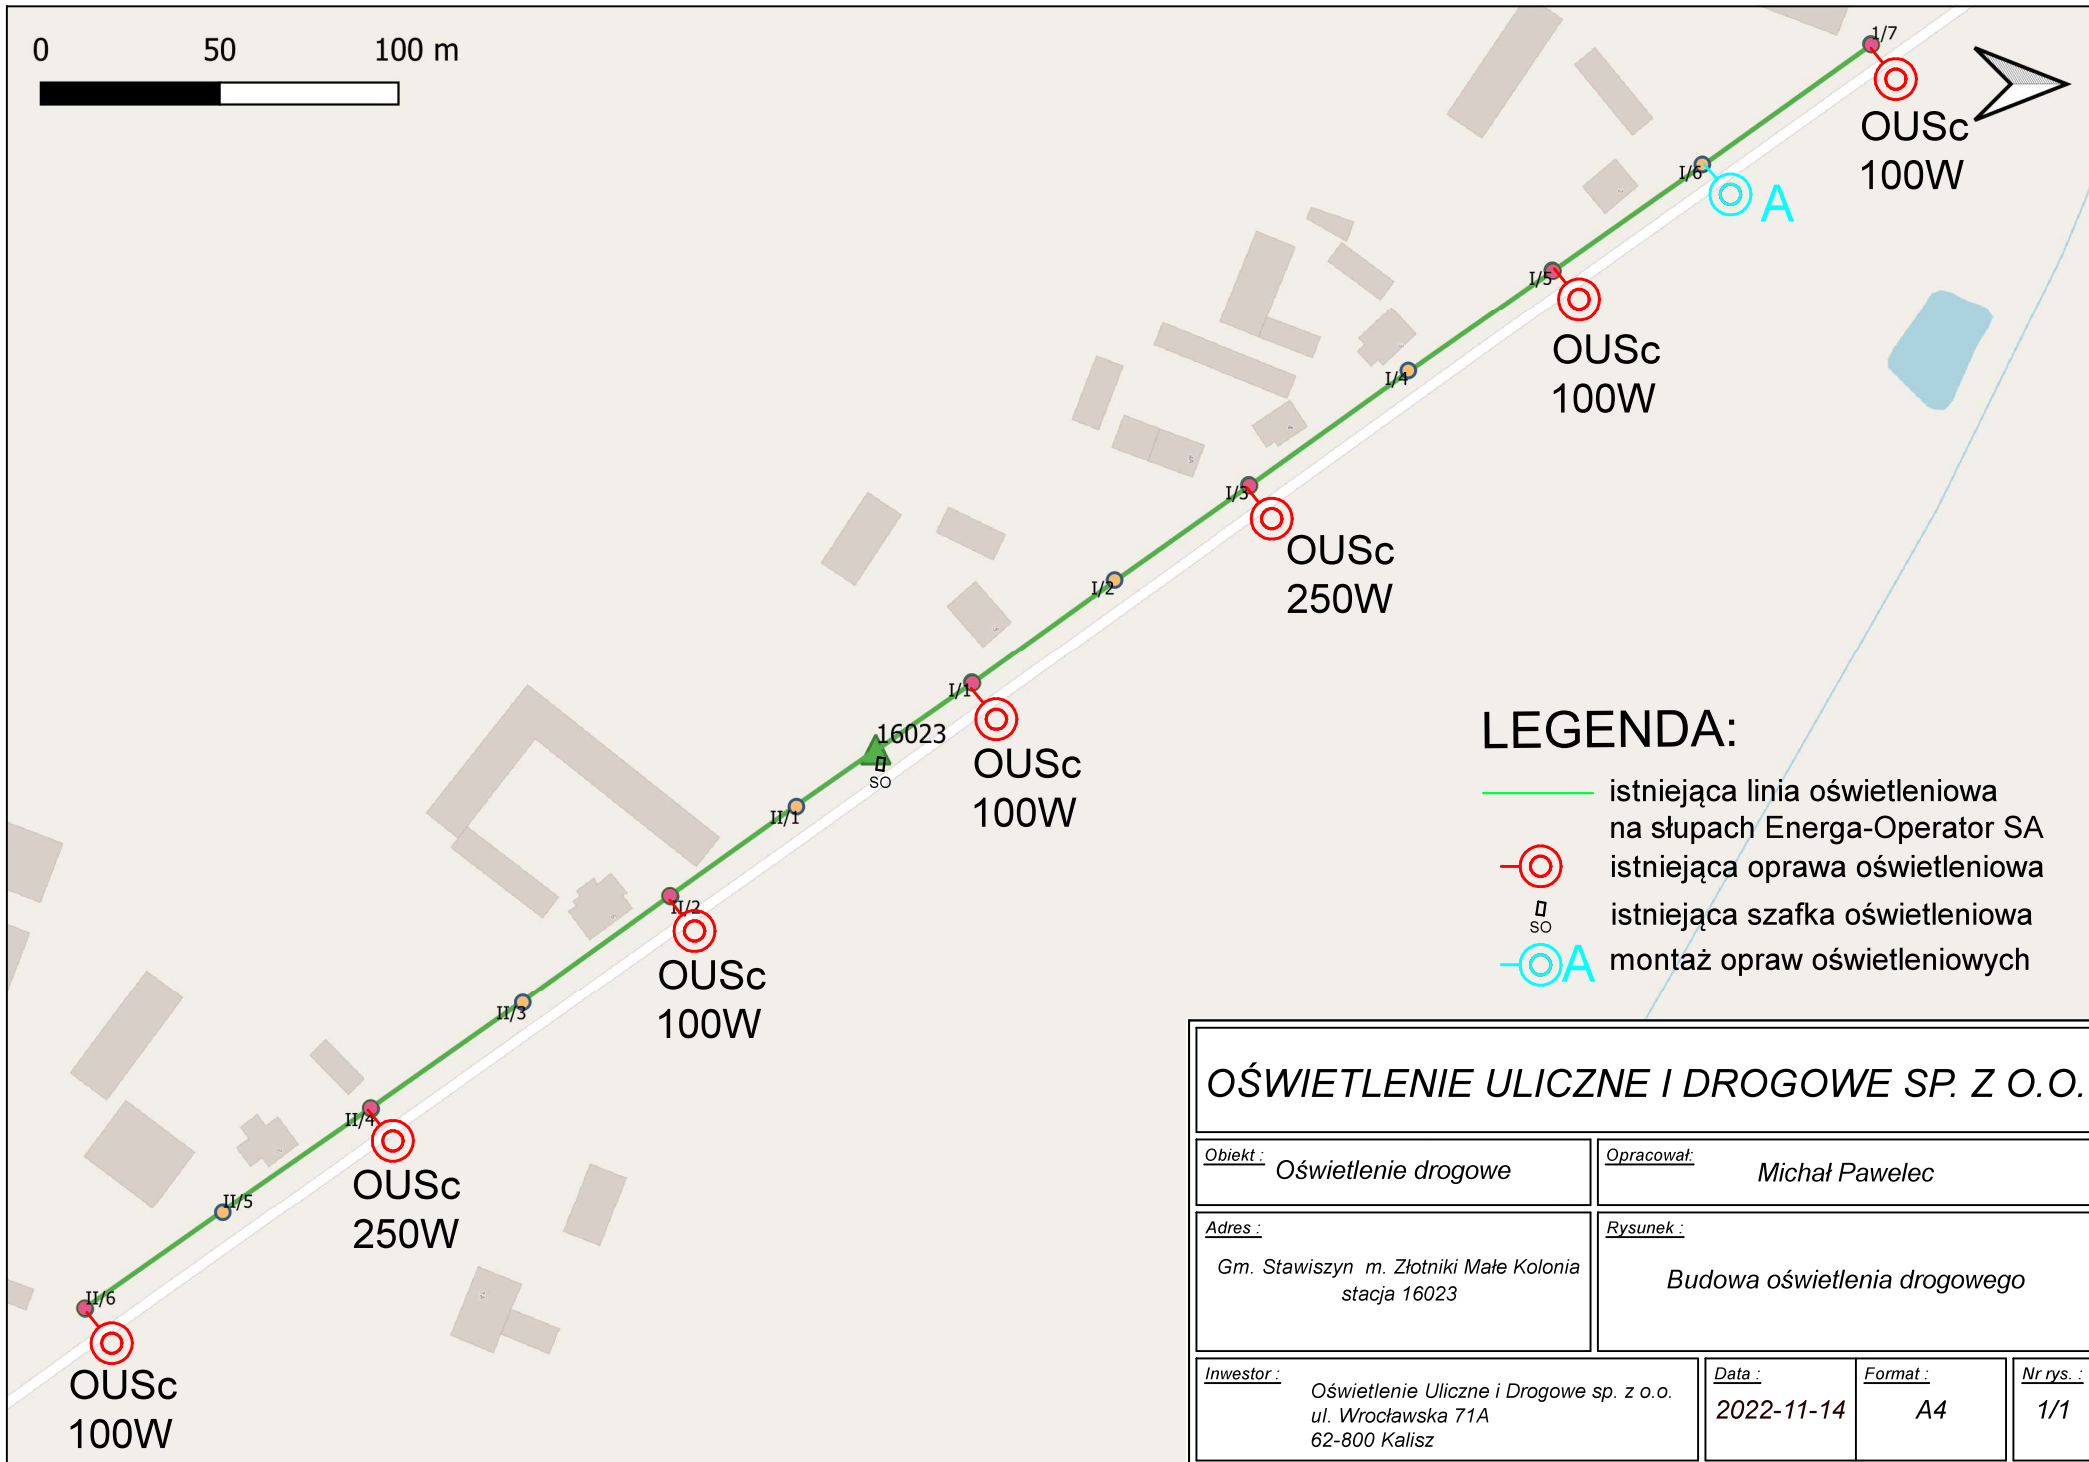 0 50 100 m
1/7
OUSc
100W
I/6
A
I/5
OUSc
100W
I/4
I/3
OUSc
250W
I/2
I/1
OUSc
100W
16023
SO
II/1
II/2
OUSc
100W
II/3
II/4
OUSc
250W
II/5
II/6
OUSc
100W
LEGENDA:
istniejąca linia oświetleniowa
na słupach Energa-Operator SA
istniejąca oprawa oświetleniowa
SO
istniejąca szafka oświetleniowa
A montaż opraw oświetleniowych
OŚWIETLENIE ULICZNE I DROGOWE SP. Z O.O.
Obiekt : Oświetlenie drogowe
Opracował: Michał Pawelec
Adres :
Gm. Stawiszyn m. Złotniki Małe Kolonia
stacja 16023
Rysunek :
Budowa oświetlenia drogowego
Inwestor :
Oświetlenie Uliczne i Drogowe sp. z o.o.
ul. Wrocławska 71A
62-800 Kalisz
Data :
2022-11-14
Format :
A4
Nr rys. :
1/1